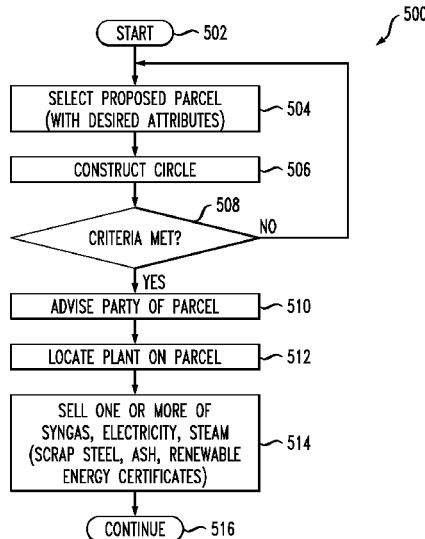 500
START
502
SELECT PROPOSED PARCEL
(WITH DESIRED ATTRIBUTES)
504
CONSTRUCT CIRCLE
506
508
CRITERIA MET?
NO
YES
ADVISE PARTY OF PARCEL
510
LOCATE PLANT ON PARCEL
512
SELL ONE OR MORE OF
SYNGAS, ELECTRICITY, STEAM
(SCRAP STEEL, ASH, RENEWABLE
ENERGY CERTIFICATES)
514
CONTINUE
516